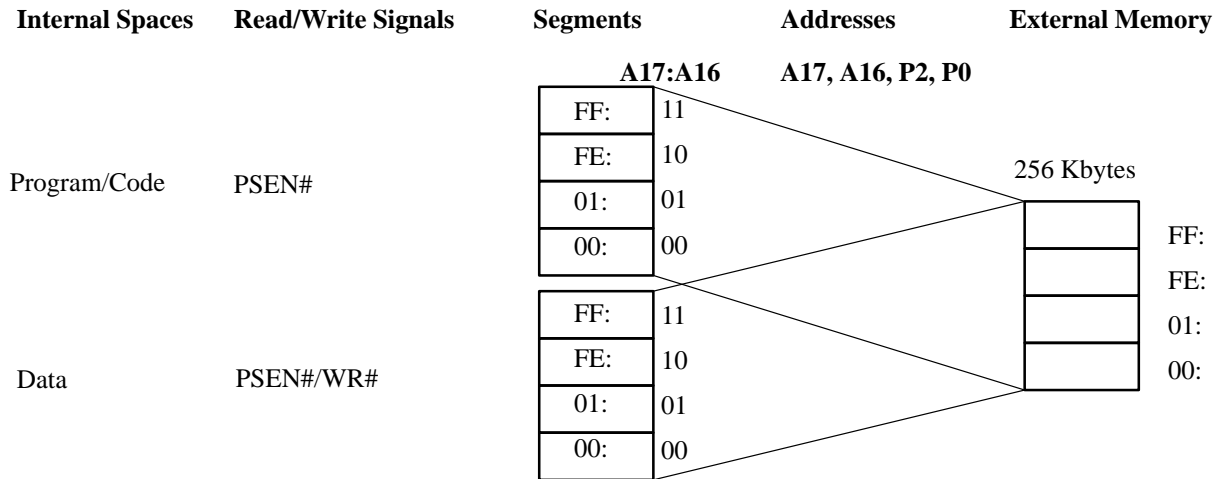 Internal Spaces Read/Write Signals Segments Addresses External Memory
A17:A16 A17, A16, P2, P0
FF: 11
FE: 10
Program/Code PSEN#
01: 01
00: 00
256 Kbytes
FF:
FE:
01:
00:
FF: 11
FE: 10
Data PSEN#/WR#
01: 01
00: 00